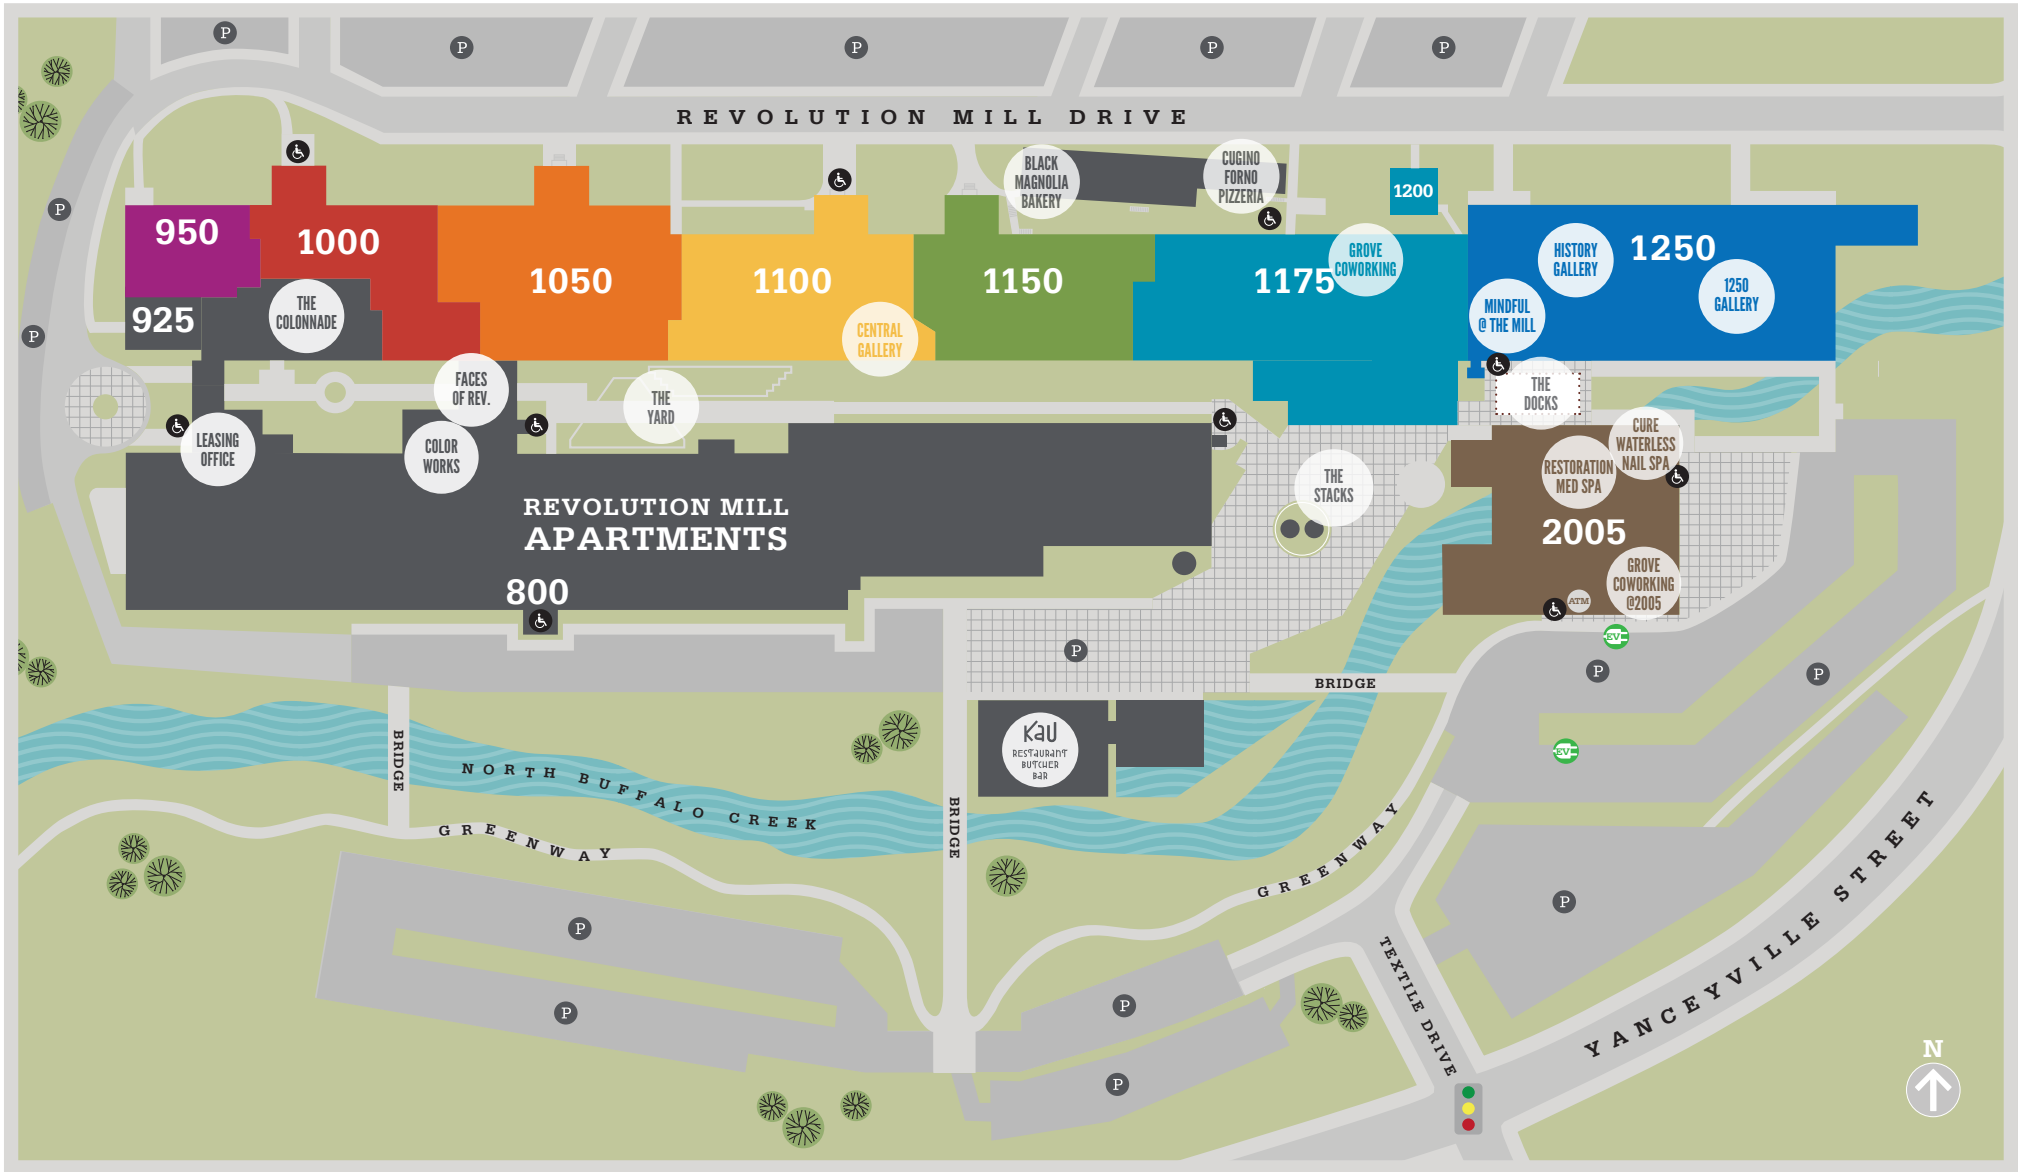 P
P
P
P
P
REVOLUTION MILL DRIVE
BLACK
MAGNOLIA
BAKERY
CUGINO
FORNO
PIZZERIA
1200
P
950
1000
1050
1100
1150
1175
GROVE
COWORKING
HISTORY
GALLERY
1250
1250
GALLERY
MINDFUL
@ THE MILL
925
THE
COLONNADE
CENTRAL
GALLERY
P
FACES
OF REV.
THE
YARD
THE
DOCKS
LEASING
OFFICE
COLOR
WORKS
CURE
WATERLESS
NAIL SPA
RESTORATION
MED SPA
THE
STACKS
REVOLUTION MILL
APARTMENTS
2005
800
GROVE
COWORKING
@2005
ATM
EV
P
P
P
BRIDGE
BRIDGE
KaU
RESTAURANT
BUTCHER
BAR
EV
NORTH BUFFALO CREEK
BRIDGE
GREENWAY
GREENWAY
P
P
P
P
P
TEXTILE DRIVE
YANCEYVILLE STREET
N